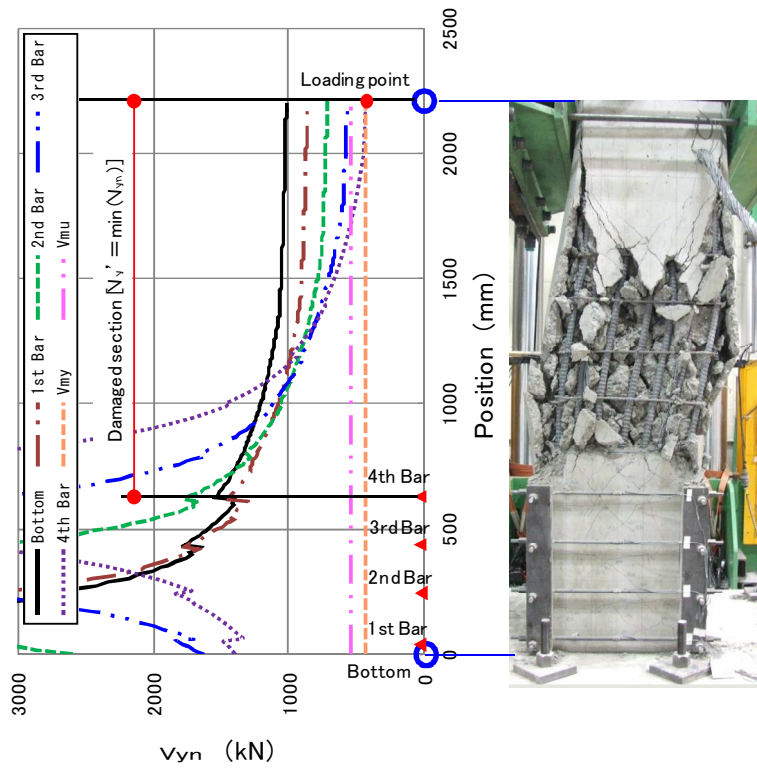 Bottom
1st Bar
2nd Bar
3rd Bar
4th Bar
Vmy
Vmu
Loading point
Damaged section [Vy' = min (Vyn)]
4th Bar
3rd Bar
2nd Bar
1st Bar
Bottom
3000
2000
1000
0
0
500
1000
1500
2000
2500
Position (mm)
Vyn (kN)